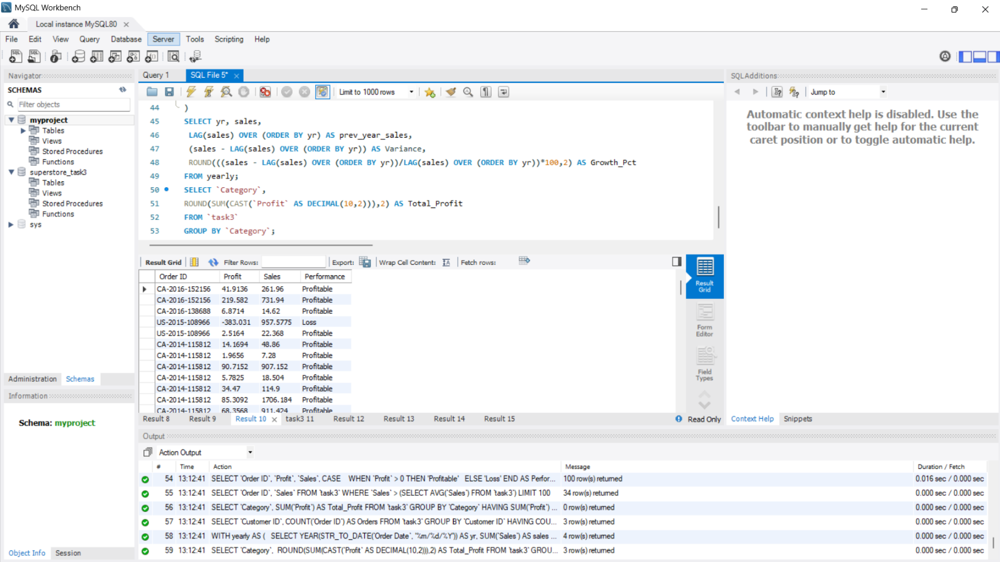 MySQL Workbench
Local instance MySQL80
File Edit View Query Database Server Tools Scripting Help
Navigator
SCHEMAS
Filter objects
myproject
Tables
Views
Stored Procedures
Functions
superstore_task3
Tables
Views
Stored Procedures
Functions
sys
Administration Schemas
Information
Schema: myproject
Object Info Session
Query 1 SQL File 5*
Limit to 1000 rows
44 )
45 SELECT yr, sales,
46 LAG(sales) OVER (ORDER BY yr) AS prev_year_sales,
47 (sales - LAG(sales) OVER (ORDER BY yr)) AS Variance,
48 ROUND(((sales - LAG(sales) OVER (ORDER BY yr))/LAG(sales) OVER (ORDER BY yr))*100,2) AS Growth_Pct
49 FROM yearly;
50 SELECT `Category`,
51 ROUND(SUM(CAST(`Profit` AS DECIMAL(10,2))),2) AS Total_Profit
52 FROM `task3`
53 GROUP BY `Category`;
Result Grid Filter Rows: Export: Wrap Cell Content: Fetch rows:
Order ID Profit Sales Performance
CA-2016-152156 41.9136 261.96 Profitable
CA-2016-152156 219.582 731.94 Profitable
CA-2016-138688 6.8714 14.62 Profitable
US-2015-108966 -383.031 957.5775 Loss
US-2015-108966 2.5164 22.368 Profitable
CA-2014-115812 14.1694 48.86 Profitable
CA-2014-115812 1.9656 7.28 Profitable
CA-2014-115812 90.7152 907.152 Profitable
CA-2014-115812 5.7825 18.504 Profitable
CA-2014-115812 34.47 114.9 Profitable
CA-2014-115812 85.3092 1706.184 Profitable
CA-2014-115812 68.3568 911.424 Profitable
Result Grid
Form Editor
Field Types
Result 8 Result 9 Result 10 task3 11 Result 12 Result 13 Result 14 Result 15 Read Only
SQLAdditions
Jump to
Automatic context help is disabled. Use the
toolbar to manually get help for the current
caret position or to toggle automatic help.
Context Help Snippets
Output
Action Output
# Time Action Message Duration / Fetch
54 13:12:41 SELECT `Order ID`, `Profit`, `Sales`, CASE WHEN `Profit` > 0 THEN 'Profitable' ELSE 'Loss' END AS Perfor... 100 row(s) returned 0.016 sec / 0.000 sec
55 13:12:41 SELECT `Order ID`, `Sales` FROM `task3` WHERE `Sales` > (SELECT AVG(`Sales`) FROM `task3`) LIMIT 100 34 row(s) returned 0.000 sec / 0.000 sec
56 13:12:41 SELECT `Category`, SUM(`Profit`) AS Total_Profit FROM `task3` GROUP BY `Category` HAVING SUM(`Profit`) ... 0 row(s) returned 0.000 sec / 0.000 sec
57 13:12:41 SELECT `Customer ID`, COUNT(`Order ID`) AS Orders FROM `task3` GROUP BY `Customer ID` HAVING COU... 3 row(s) returned 0.000 sec / 0.000 sec
58 13:12:41 WITH yearly AS ( SELECT YEAR(STR_TO_DATE(`Order Date`, "%m/%d/%Y")) AS yr, SUM(`Sales`) AS sales ... 4 row(s) returned 0.000 sec / 0.000 sec
59 13:12:41 SELECT `Category`, ROUND(SUM(CAST(`Profit` AS DECIMAL(10,2))),2) AS Total_Profit FROM `task3` GROU... 3 row(s) returned 0.000 sec / 0.000 sec